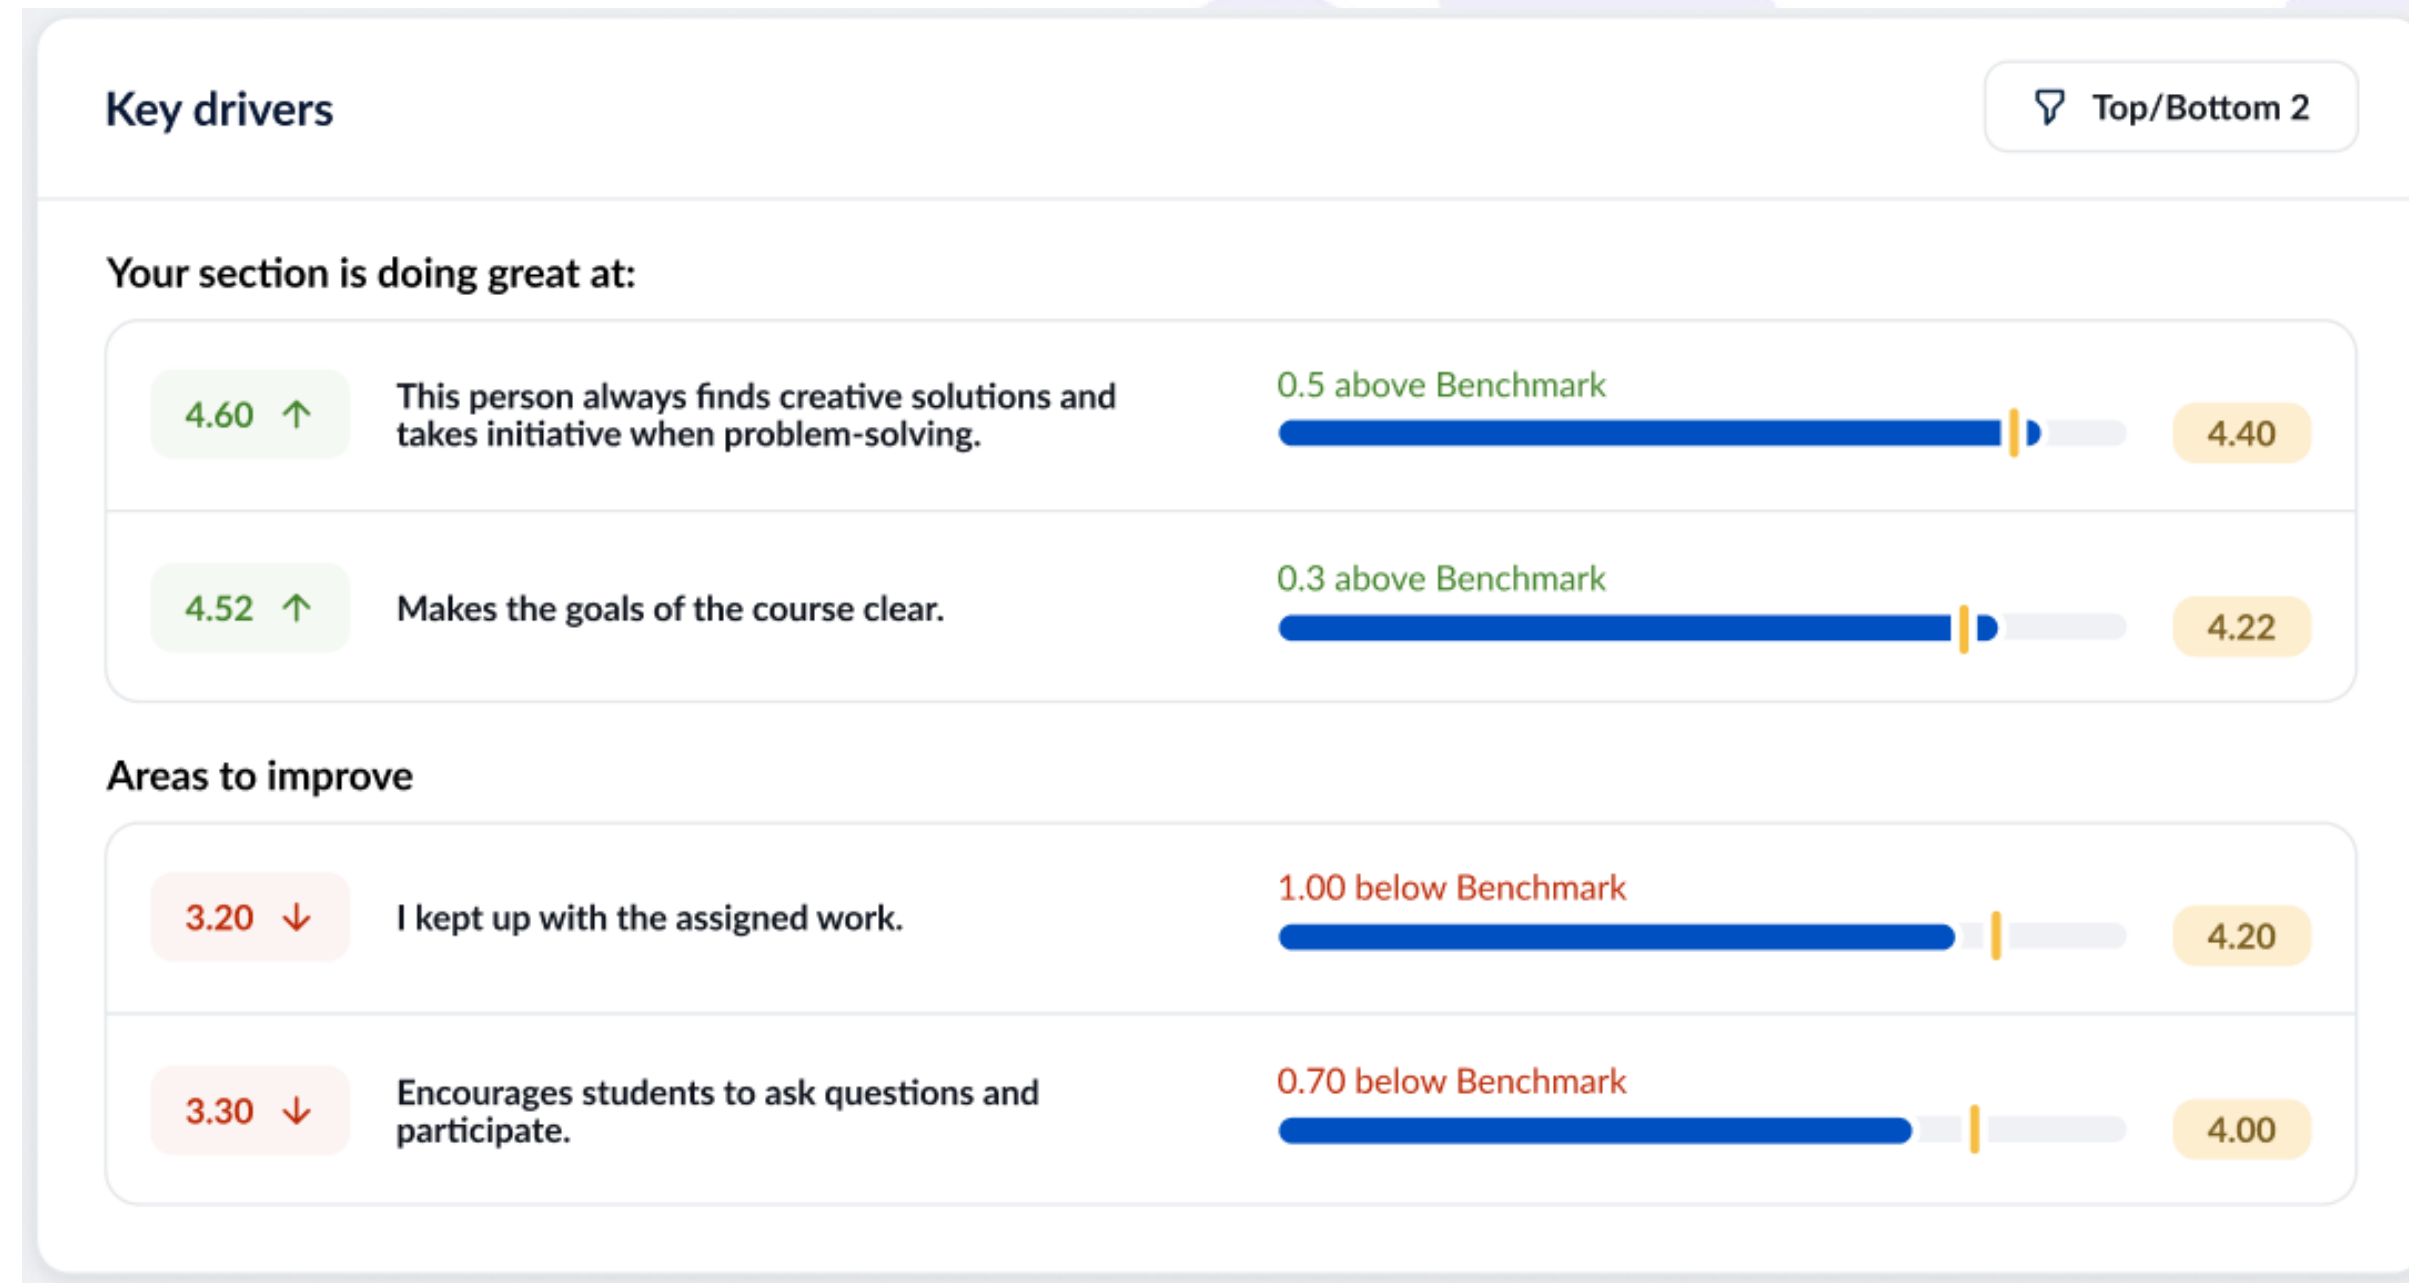 Key drivers
Top/Bottom 2
Your section is doing great at:
4.60 ↑
This person always finds creative solutions and
takes initiative when problem-solving.
0.5 above Benchmark
4.40
4.52 ↑
Makes the goals of the course clear.
0.3 above Benchmark
4.22
Areas to improve
3.20 ↓
I kept up with the assigned work.
1.00 below Benchmark
4.20
3.30 ↓
Encourages students to ask questions and
participate.
0.70 below Benchmark
4.00